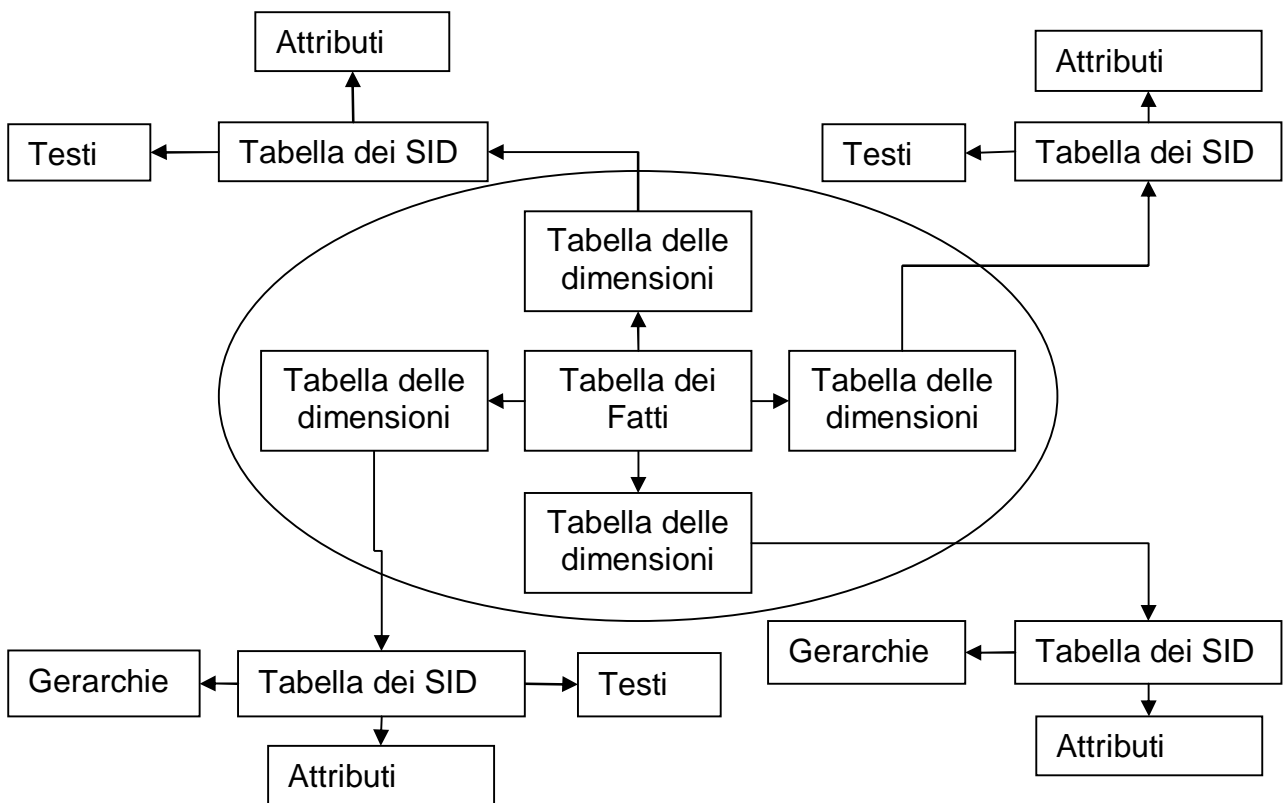 Attributi
Attributi
Testi
Tabella dei SID
Testi
Tabella dei SID
Tabella delle
dimensioni
Tabella delle
dimensioni
Tabella dei
Fatti
Tabella delle
dimensioni
Tabella delle
dimensioni
Gerarchie
Tabella dei SID
Testi
Gerarchie
Tabella dei SID
Attributi
Attributi